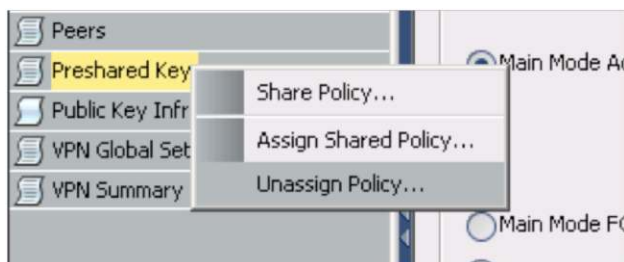 Peers
Preshared Key
Public Key Infr
VPN Global Set
VPN Summary
Share Policy...
Assign Shared Policy...
Unassign Policy...
Main Mode Ad
Main Mode FQ